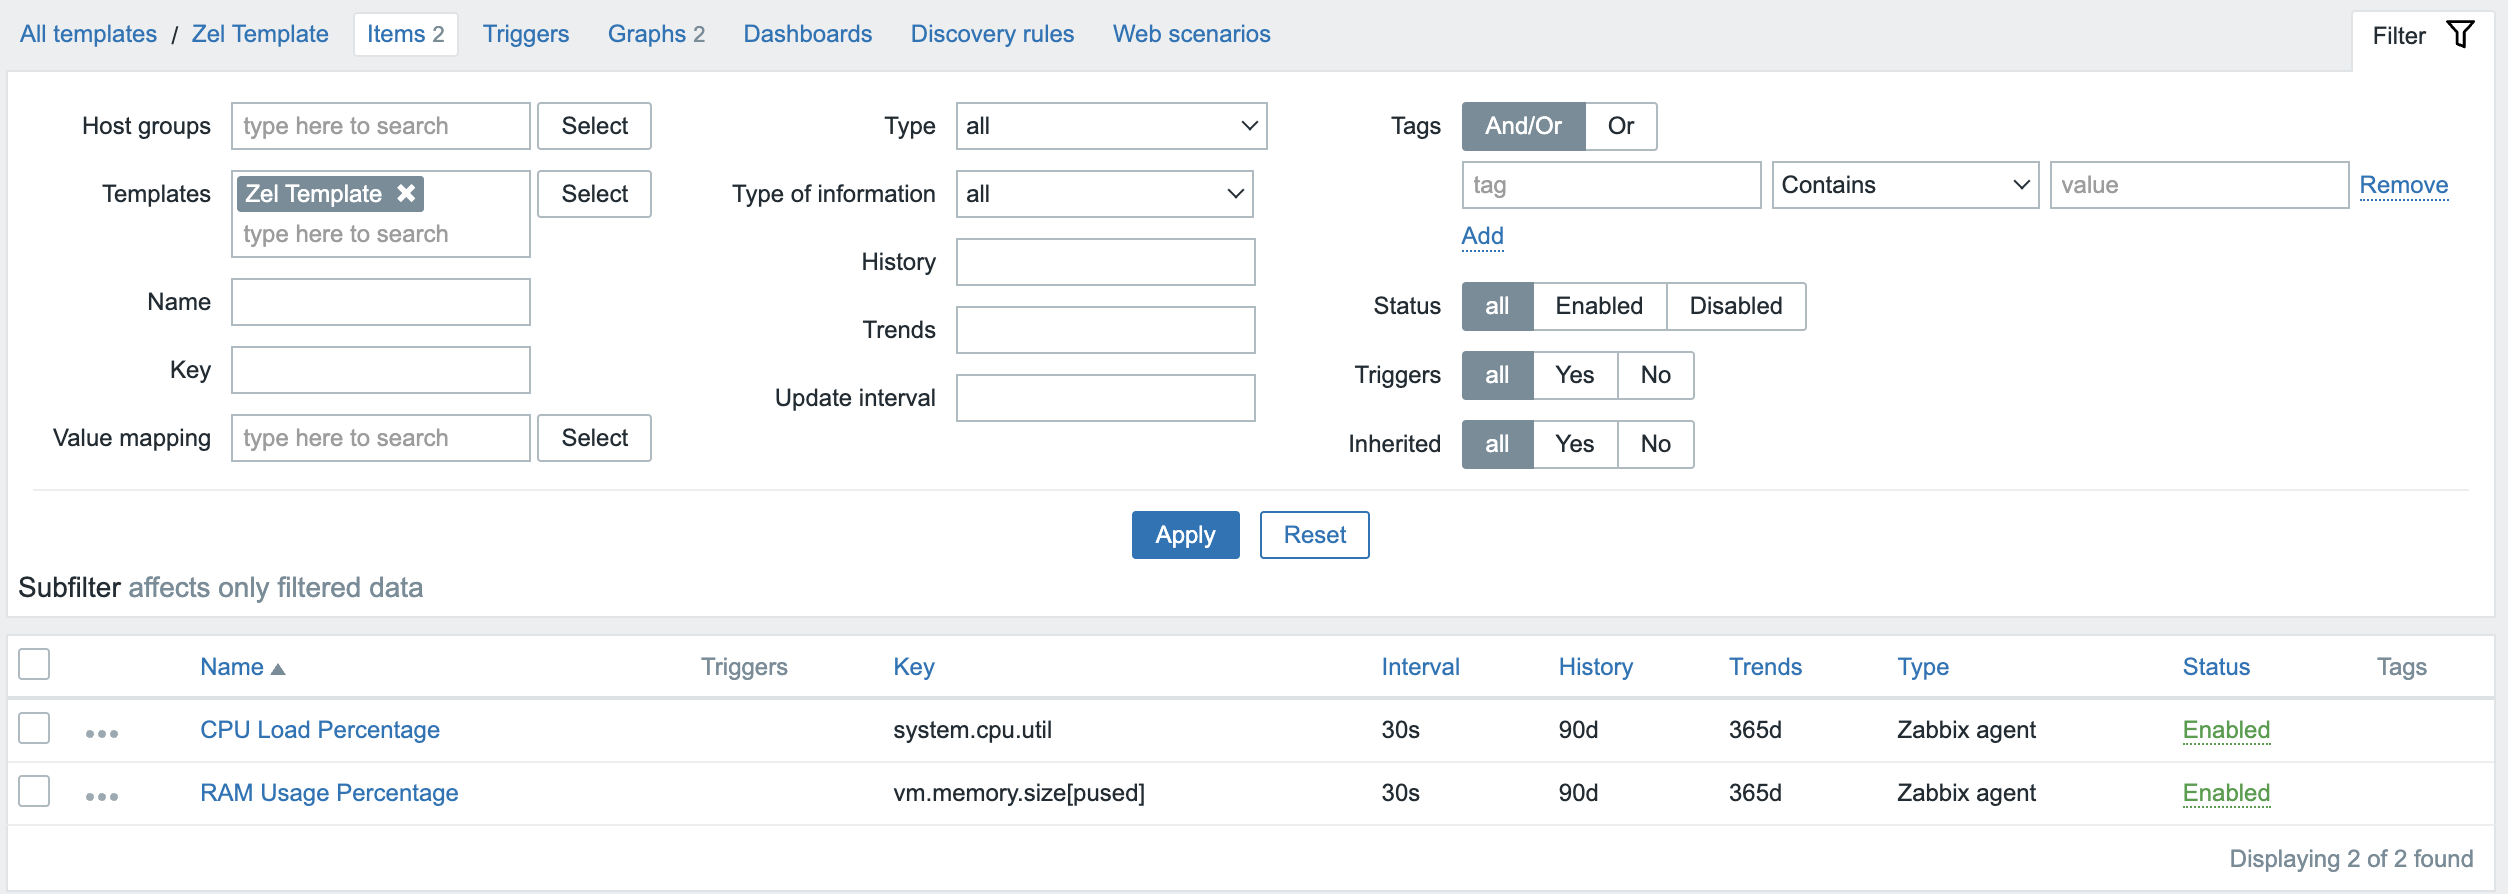 All templates / Zel Template Items 2 Triggers Graphs 2 Dashboards Discovery rules Web scenarios Filter
Host groups type here to search Select Type all Tags And/Or Or
Templates Zel Template Select Type of information all tag Contains value Remove
type here to search Add
Name History Status all Enabled Disabled
Key Trends Triggers all Yes No
Value mapping type here to search Select Update interval Inherited all Yes No
Apply Reset
Subfilter affects only filtered data
Name Triggers Key Interval History Trends Type Status Tags
CPU Load Percentage system.cpu.util 30s 90d 365d Zabbix agent Enabled
RAM Usage Percentage vm.memory.size[pused] 30s 90d 365d Zabbix agent Enabled
Displaying 2 of 2 found